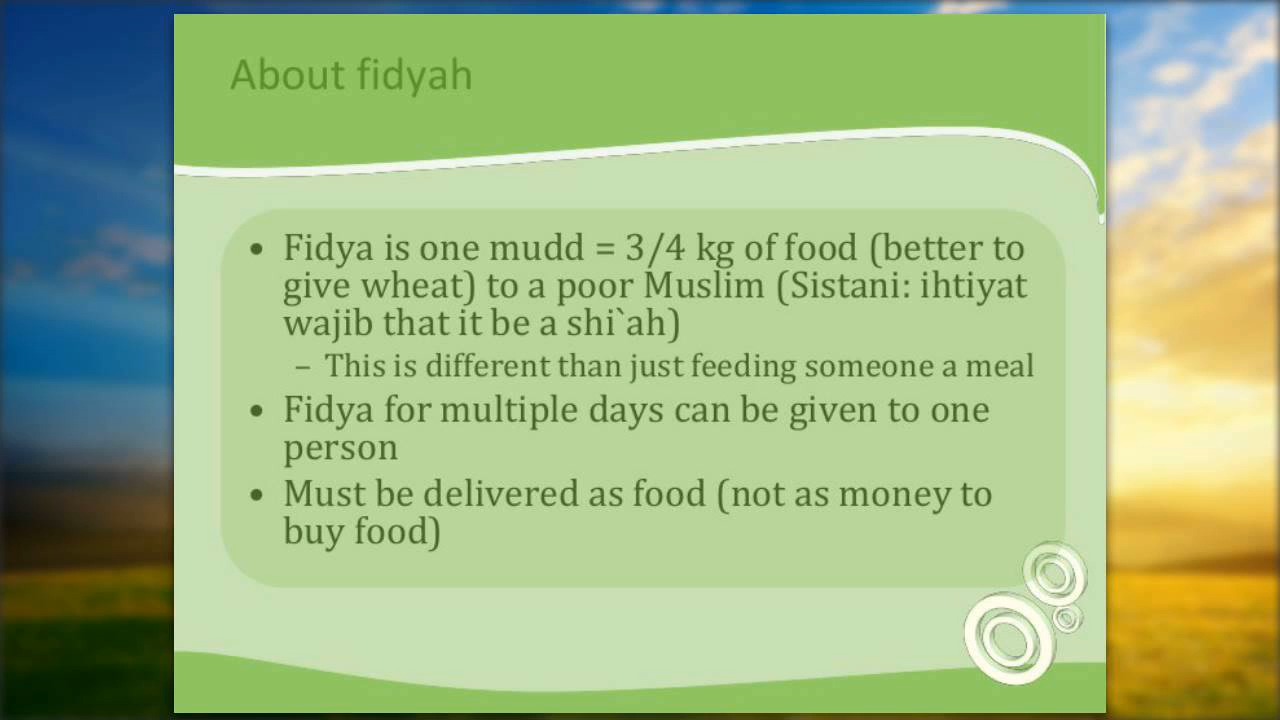 About fidyah
• Fidya is one mudd = 3/4 kg of food (better to
give wheat) to a poor Muslim (Sistani: ihtiyat
wajib that it be a shi`ah)
– This is different than just feeding someone a meal
• Fidya for multiple days can be given to one
person
• Must be delivered as food (not as money to
buy food)